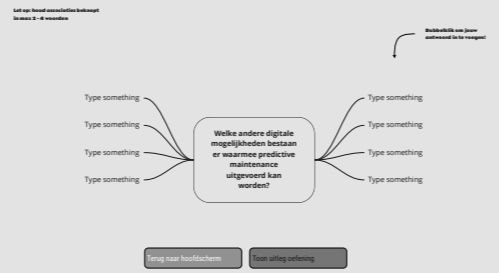 Let op: houd associaties beknopt
in max 2 - 4 woorden
Dubbelklik om jouw
antwoord in te voegen!
Type something
Type something
Type something
Type something
Welke andere digitale
mogelijkheden bestaan
er waarmee predictive
maintenance
uitgevoerd kan
worden?
Type something
Type something
Type something
Type something
Terug naar hoofdscherm
Toon uitleg oefening